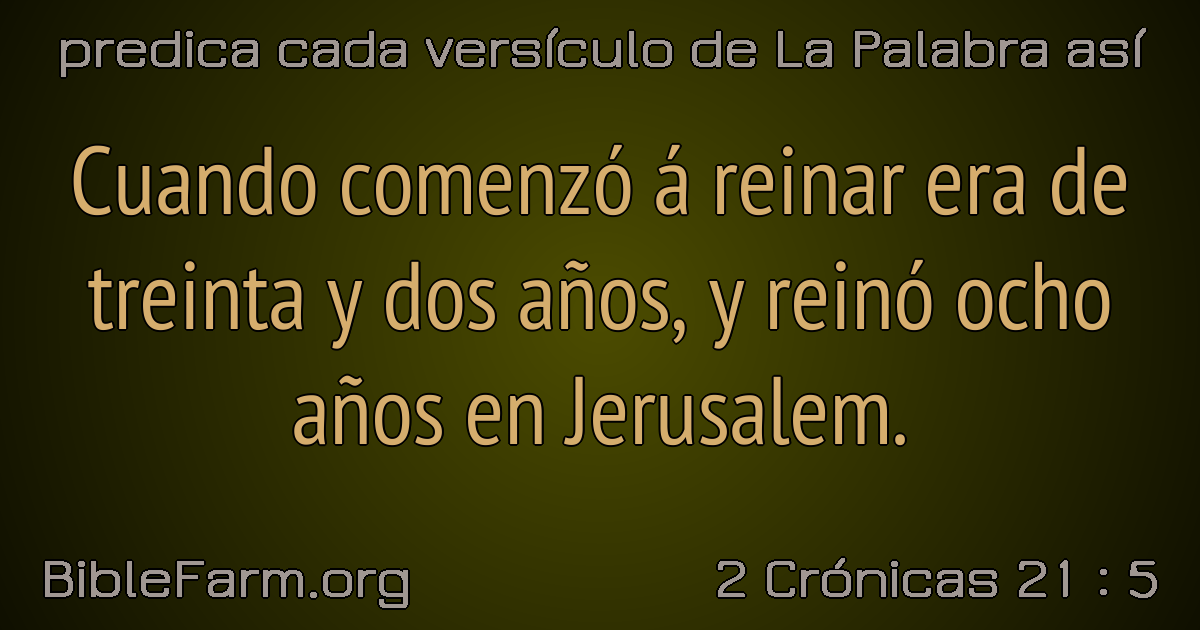 predica cada versículo de La Palabra así
Cuando comenzó á reinar era de
treinta y dos años, y reinó ocho
años en Jerusalem.
BibleFarm.org
2 Crónicas 21 : 5